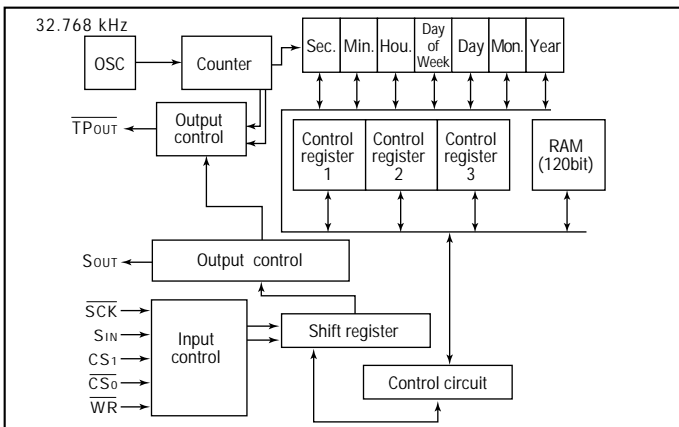 32.768 kHz
OSC
Counter
Sec.
Min.
Hou.
Day
of
Week
Day
Mon.
Year
TPOUT
Output
control
Control
register
1
Control
register
2
Control
register
3
RAM
(120bit)
SOUT
Output control
SCK
SIN
CS1
CS0
WR
Input
control
Shift register
Control circuit